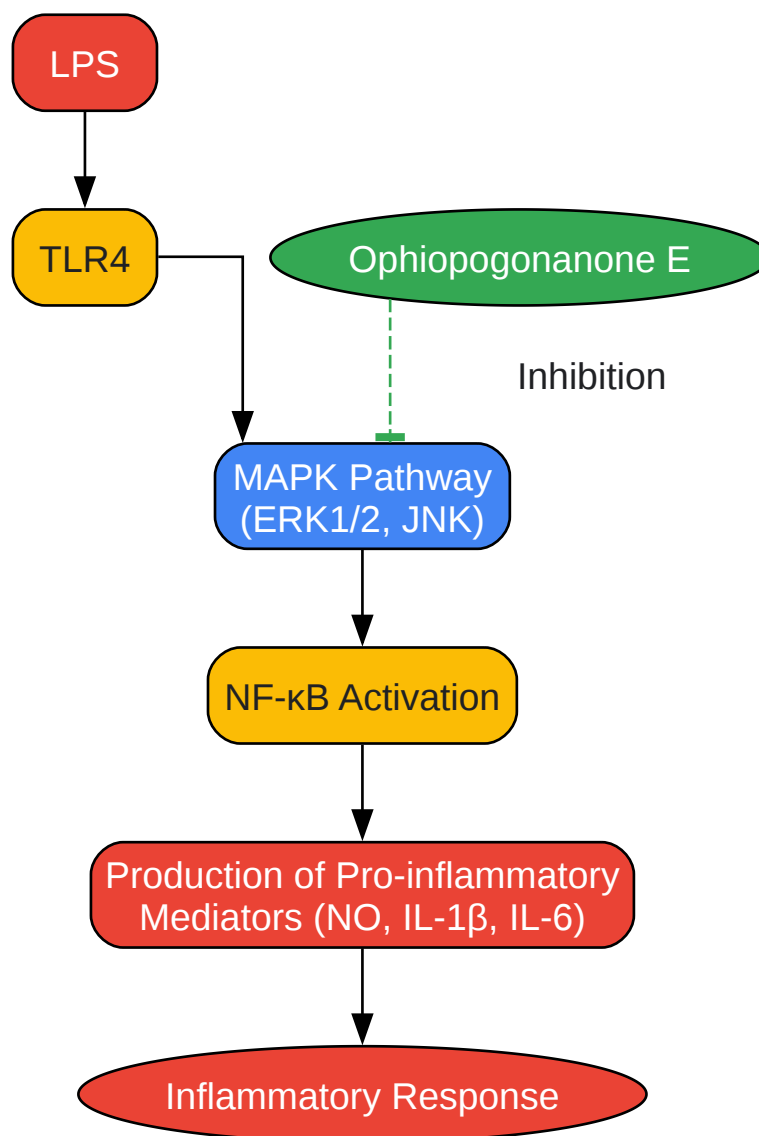 LPS
TLR4
Ophiopogonanone E
Inhibition
MAPK Pathway
(ERK1/2, JNK)
NF-κB Activation
Production of Pro-inflammatory
Mediators (NO, IL-1β, IL-6)
Inflammatory Response